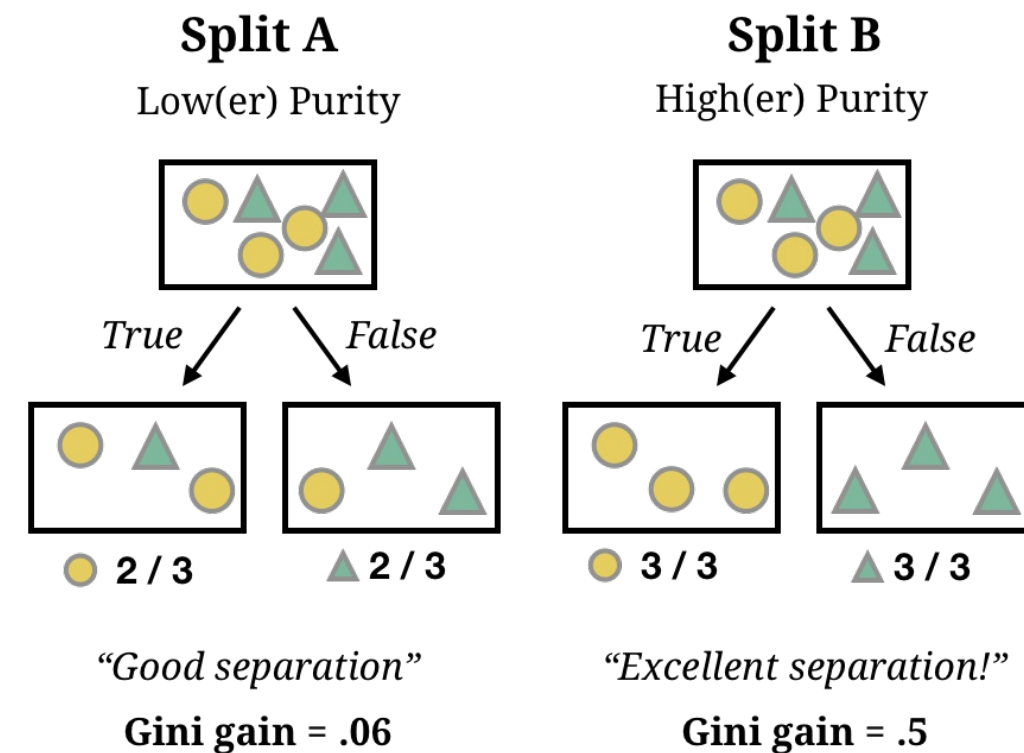 Split A
Low(er) Purity
True
False
2 / 3
2 / 3
“Good separation”
Gini gain = .06
Split B
High(er) Purity
True
False
3 / 3
3 / 3
“Excellent separation!”
Gini gain = .5